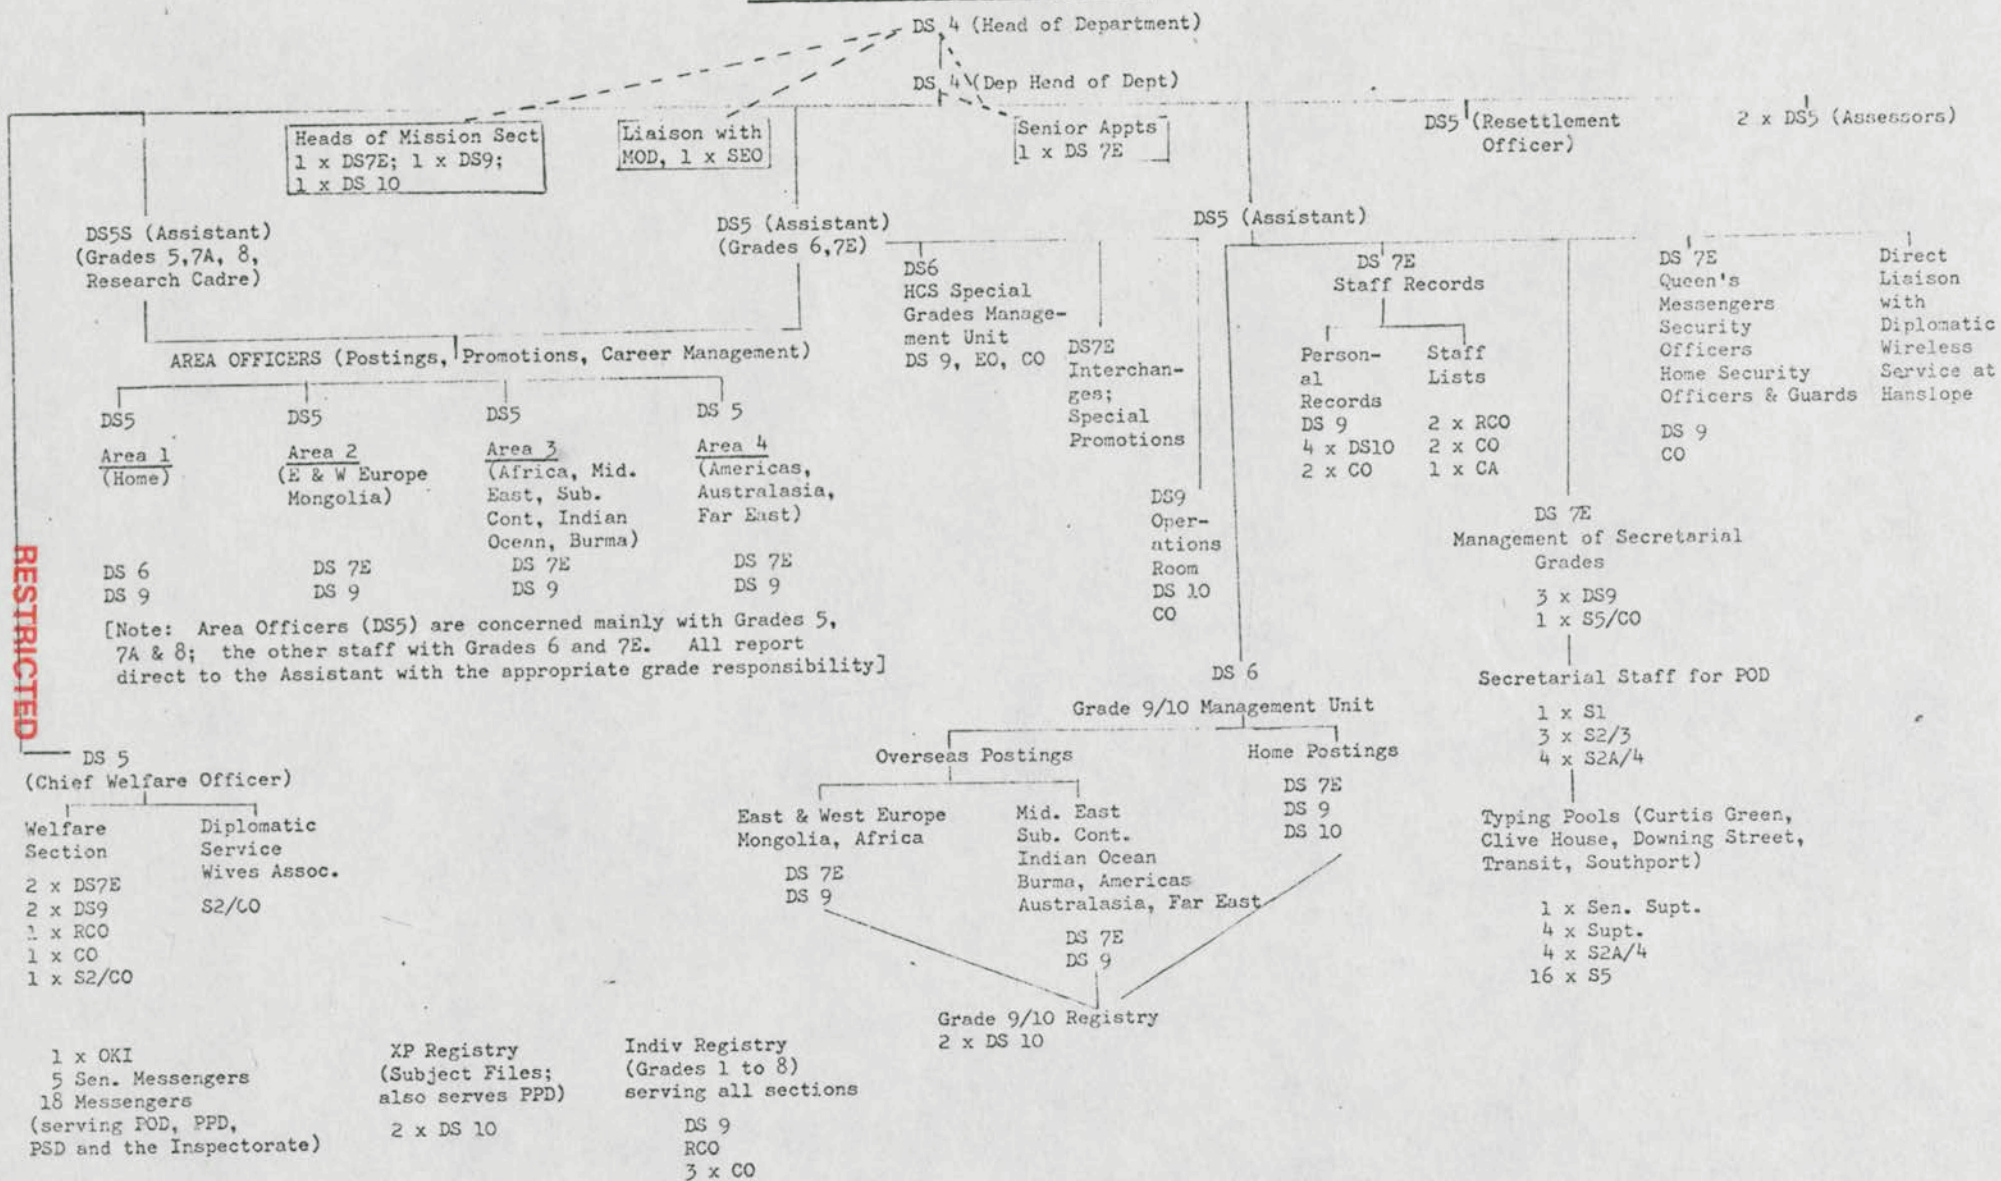 DS 4 (Head of Department)
DS 4 (Dep Head of Dept)
Heads of Mission Sect
1 x DS7E; 1 x DS9;
1 x DS 10
Liaison with
MOD, 1 x SEO
Senior Appts
1 x DS 7E
DS5 (Resettlement
Officer)
2 x DS5 (Assessors)
DS5S (Assistant)
(Grades 5,7A, 8,
Research Cadre)
DS5 (Assistant)
(Grades 6,7E)
DS5 (Assistant)
DS6
HCS Special
Grades Manage-
ment Unit
DS 9, EO, CO
DS7E
Interchan-
ges;
Special
Promotions
DS9
Oper-
ations
Room
DS 10
CO
DS 7E
Staff Records
Person-
al
Records
DS 9
4 x DS10
2 x CO
Staff
Lists
2 x RCO
2 x CO
1 x CA
DS 7E
Queen's
Messengers
Security
Officers
Home Security
Officers & Guards
DS 9
CO
Direct
Liaison
with
Diplomatic
Wireless
Service at
Hanslope
AREA OFFICERS (Postings, Promotions, Career Management)
DS5
Area 1
(Home)
DS 6
DS 9
DS5
Area 2
(E & W Europe
Mongolia)
DS 7E
DS 9
DS5
Area 3
(Africa, Mid.
East, Sub.
Cont, Indian
Ocean, Burma)
DS 7E
DS 9
DS 5
Area 4
(Americas,
Australasia,
Far East)
DS 7E
DS 9
[Note: Area Officers (DS5) are concerned mainly with Grades 5,
7A & 8; the other staff with Grades 6 and 7E. All report
direct to the Assistant with the appropriate grade responsibility]
RESTRICTED
DS 7E
Management of Secretarial
Grades
3 x DS9
1 x S5/CO
Secretarial Staff for POD
1 x S1
3 x S2/3
4 x S2A/4
Typing Pools (Curtis Green,
Clive House, Downing Street,
Transit, Southport)
1 x Sen. Supt.
4 x Supt.
4 x S2A/4
16 x S5
DS 6
Grade 9/10 Management Unit
Overseas Postings
Home Postings
DS 7E
DS 9
DS 10
East & West Europe
Mongolia, Africa
DS 7E
DS 9
Mid. East
Sub. Cont.
Indian Ocean
Burma, Americas
Australasia, Far East
DS 7E
DS 9
Grade 9/10 Registry
2 x DS 10
DS 5
(Chief Welfare Officer)
Welfare
Section
2 x DS7E
2 x DS9
1 x RCO
1 x CO
1 x S2/CO
Diplomatic
Service
Wives Assoc.
S2/CO
1 x OKI
5 Sen. Messengers
18 Messengers
(serving POD, PPD,
PSD and the Inspectorate)
XP Registry
(Subject Files;
also serves PPD)
2 x DS 10
Indiv Registry
(Grades 1 to 8)
serving all sections
DS 9
RCO
3 x CO